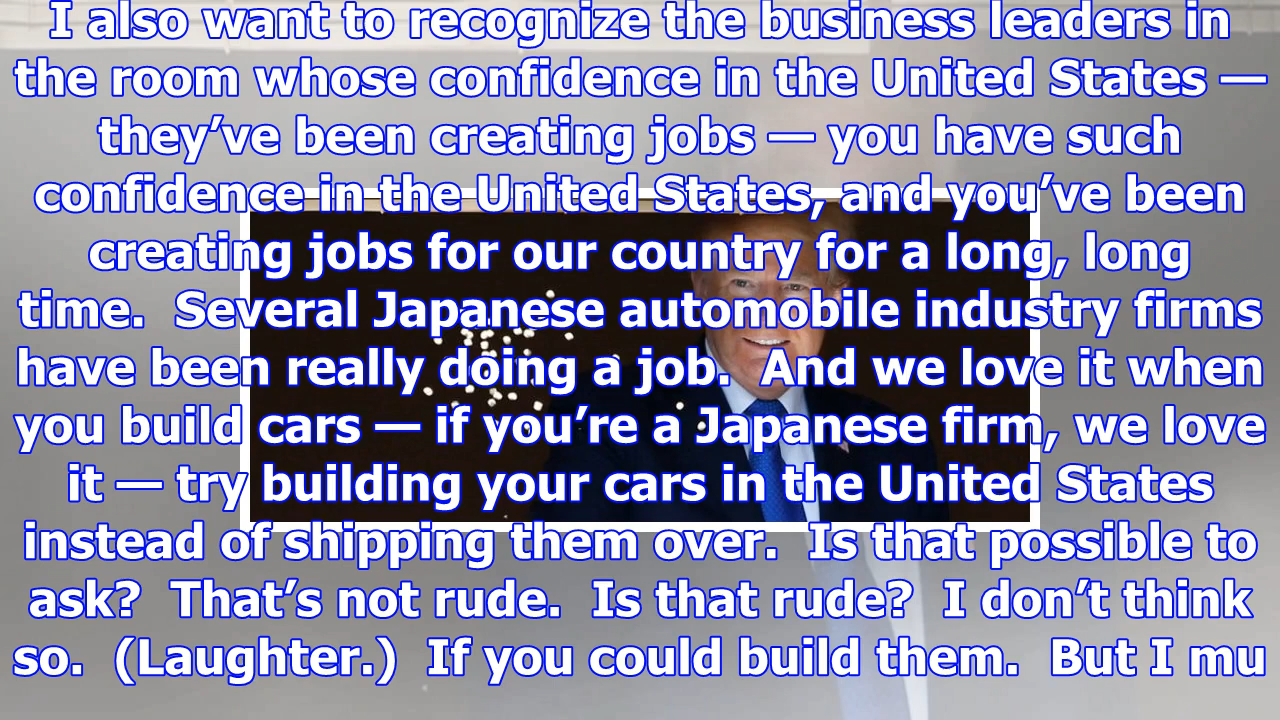 I also want to recognize the business leaders in
the room whose confidence in the United States —
they’ve been creating jobs — you have such
confidence in the United States, and you’ve been
creating jobs for our country for a long, long
time.  Several Japanese automobile industry firms
have been really doing a job.  And we love it when
you build cars — if you’re a Japanese firm, we love
it — try building your cars in the United States
instead of shipping them over.  Is that possible to
ask?  That’s not rude.  Is that rude?  I don’t think
so.  (Laughter.)  If you could build them.  But I mu